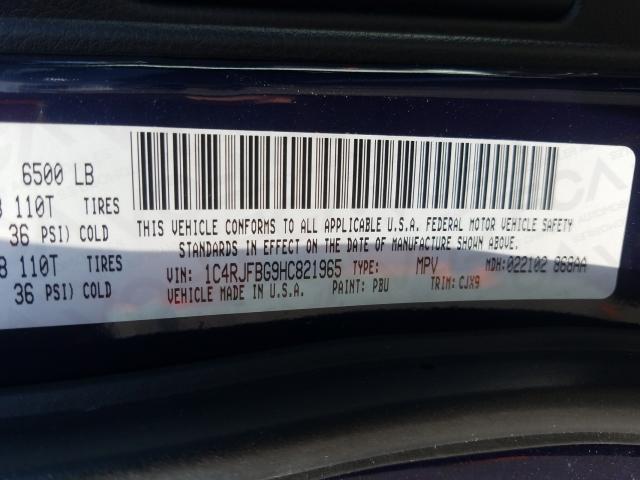 6500 LB
110T TIRES
36 PSI) COLD
8 110T TIRES
36 PSI) COLD
THIS VEHICLE CONFORMS TO ALL APPLICABLE U.S.A. FEDERAL MOTOR VEHICLE SAFETY
STANDARDS IN EFFECT ON THE DATE OF MANUFACTURE SHOWN ABOVE.
VIN: 1C4RJFBG9HC821965 TYPE: MPV MDH:022102 868AA
VEHICLE MADE IN U.S.A. PAINT: PBU TRIM: CJX9